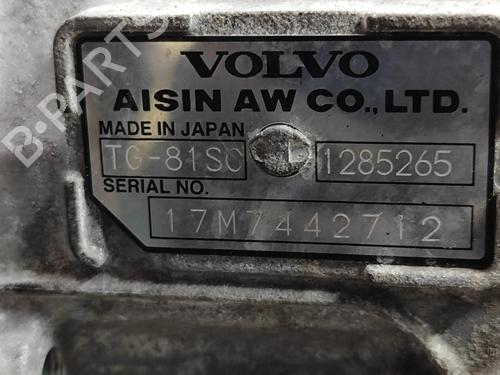 VOLVO
AISIN AW CO.,LTD.
MADE IN JAPAN
TG-81SC 1285265
SERIAL NO.
17M7442712
B-PARTS